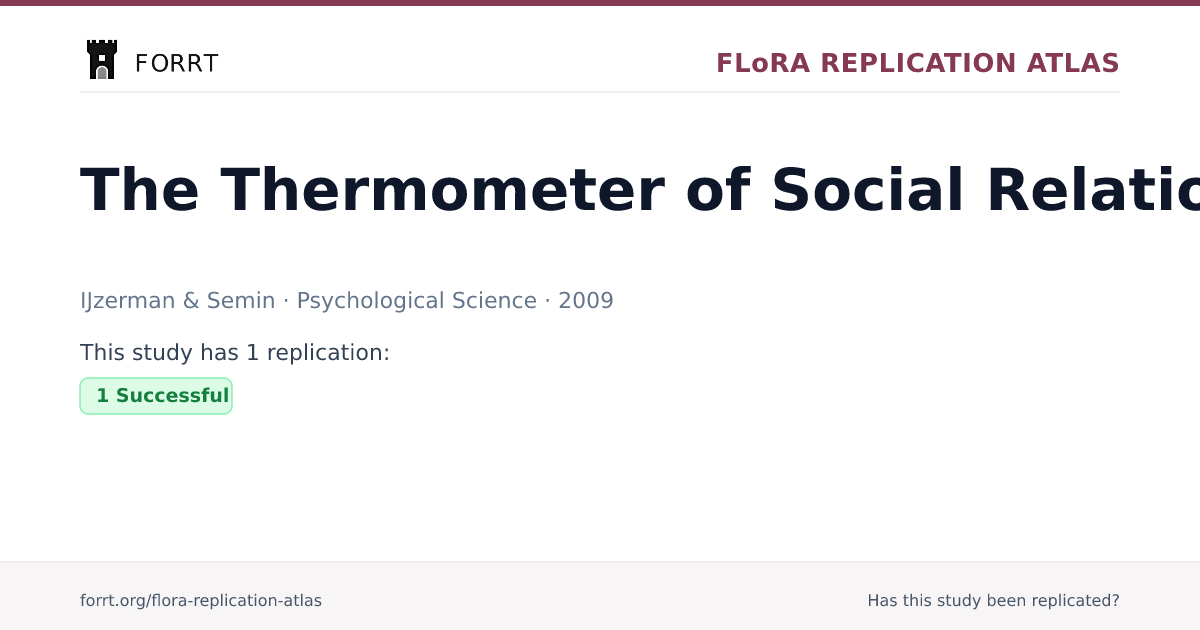 FORRT
FLoRA REPLICATION ATLAS
The Thermometer of Social Relatio
IJzerman & Semin · Psychological Science · 2009
This study has 1 replication:
1 Successful
forrt.org/flora-replication-atlas
Has this study been replicated?